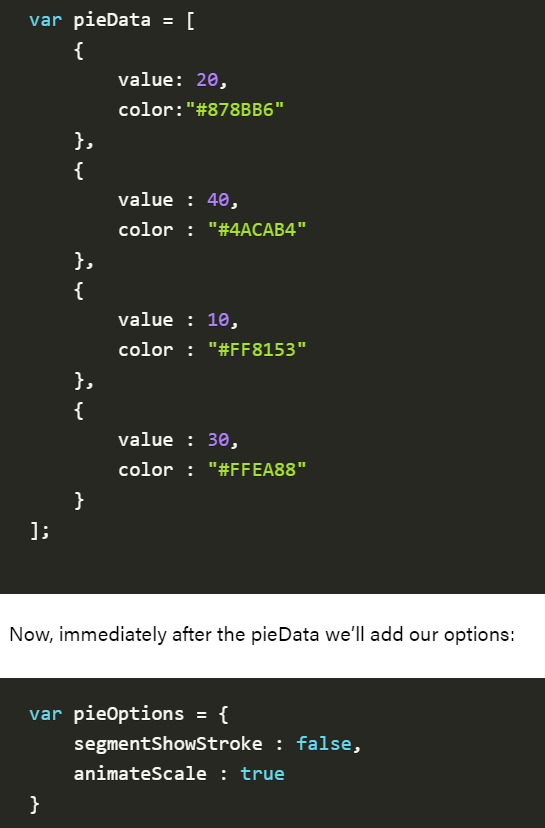 var pieData = [
    {
        value: 20,
        color:"#878BB6"
    },
    {
        value : 40,
        color : "#4ACAB4"
    },
    {
        value : 10,
        color : "#FF8153"
    },
    {
        value : 30,
        color : "#FFEA88"
    }
];
Now, immediately after the pieData we’ll add our options:
var pieOptions = {
    segmentShowStroke : false,
    animateScale : true
}